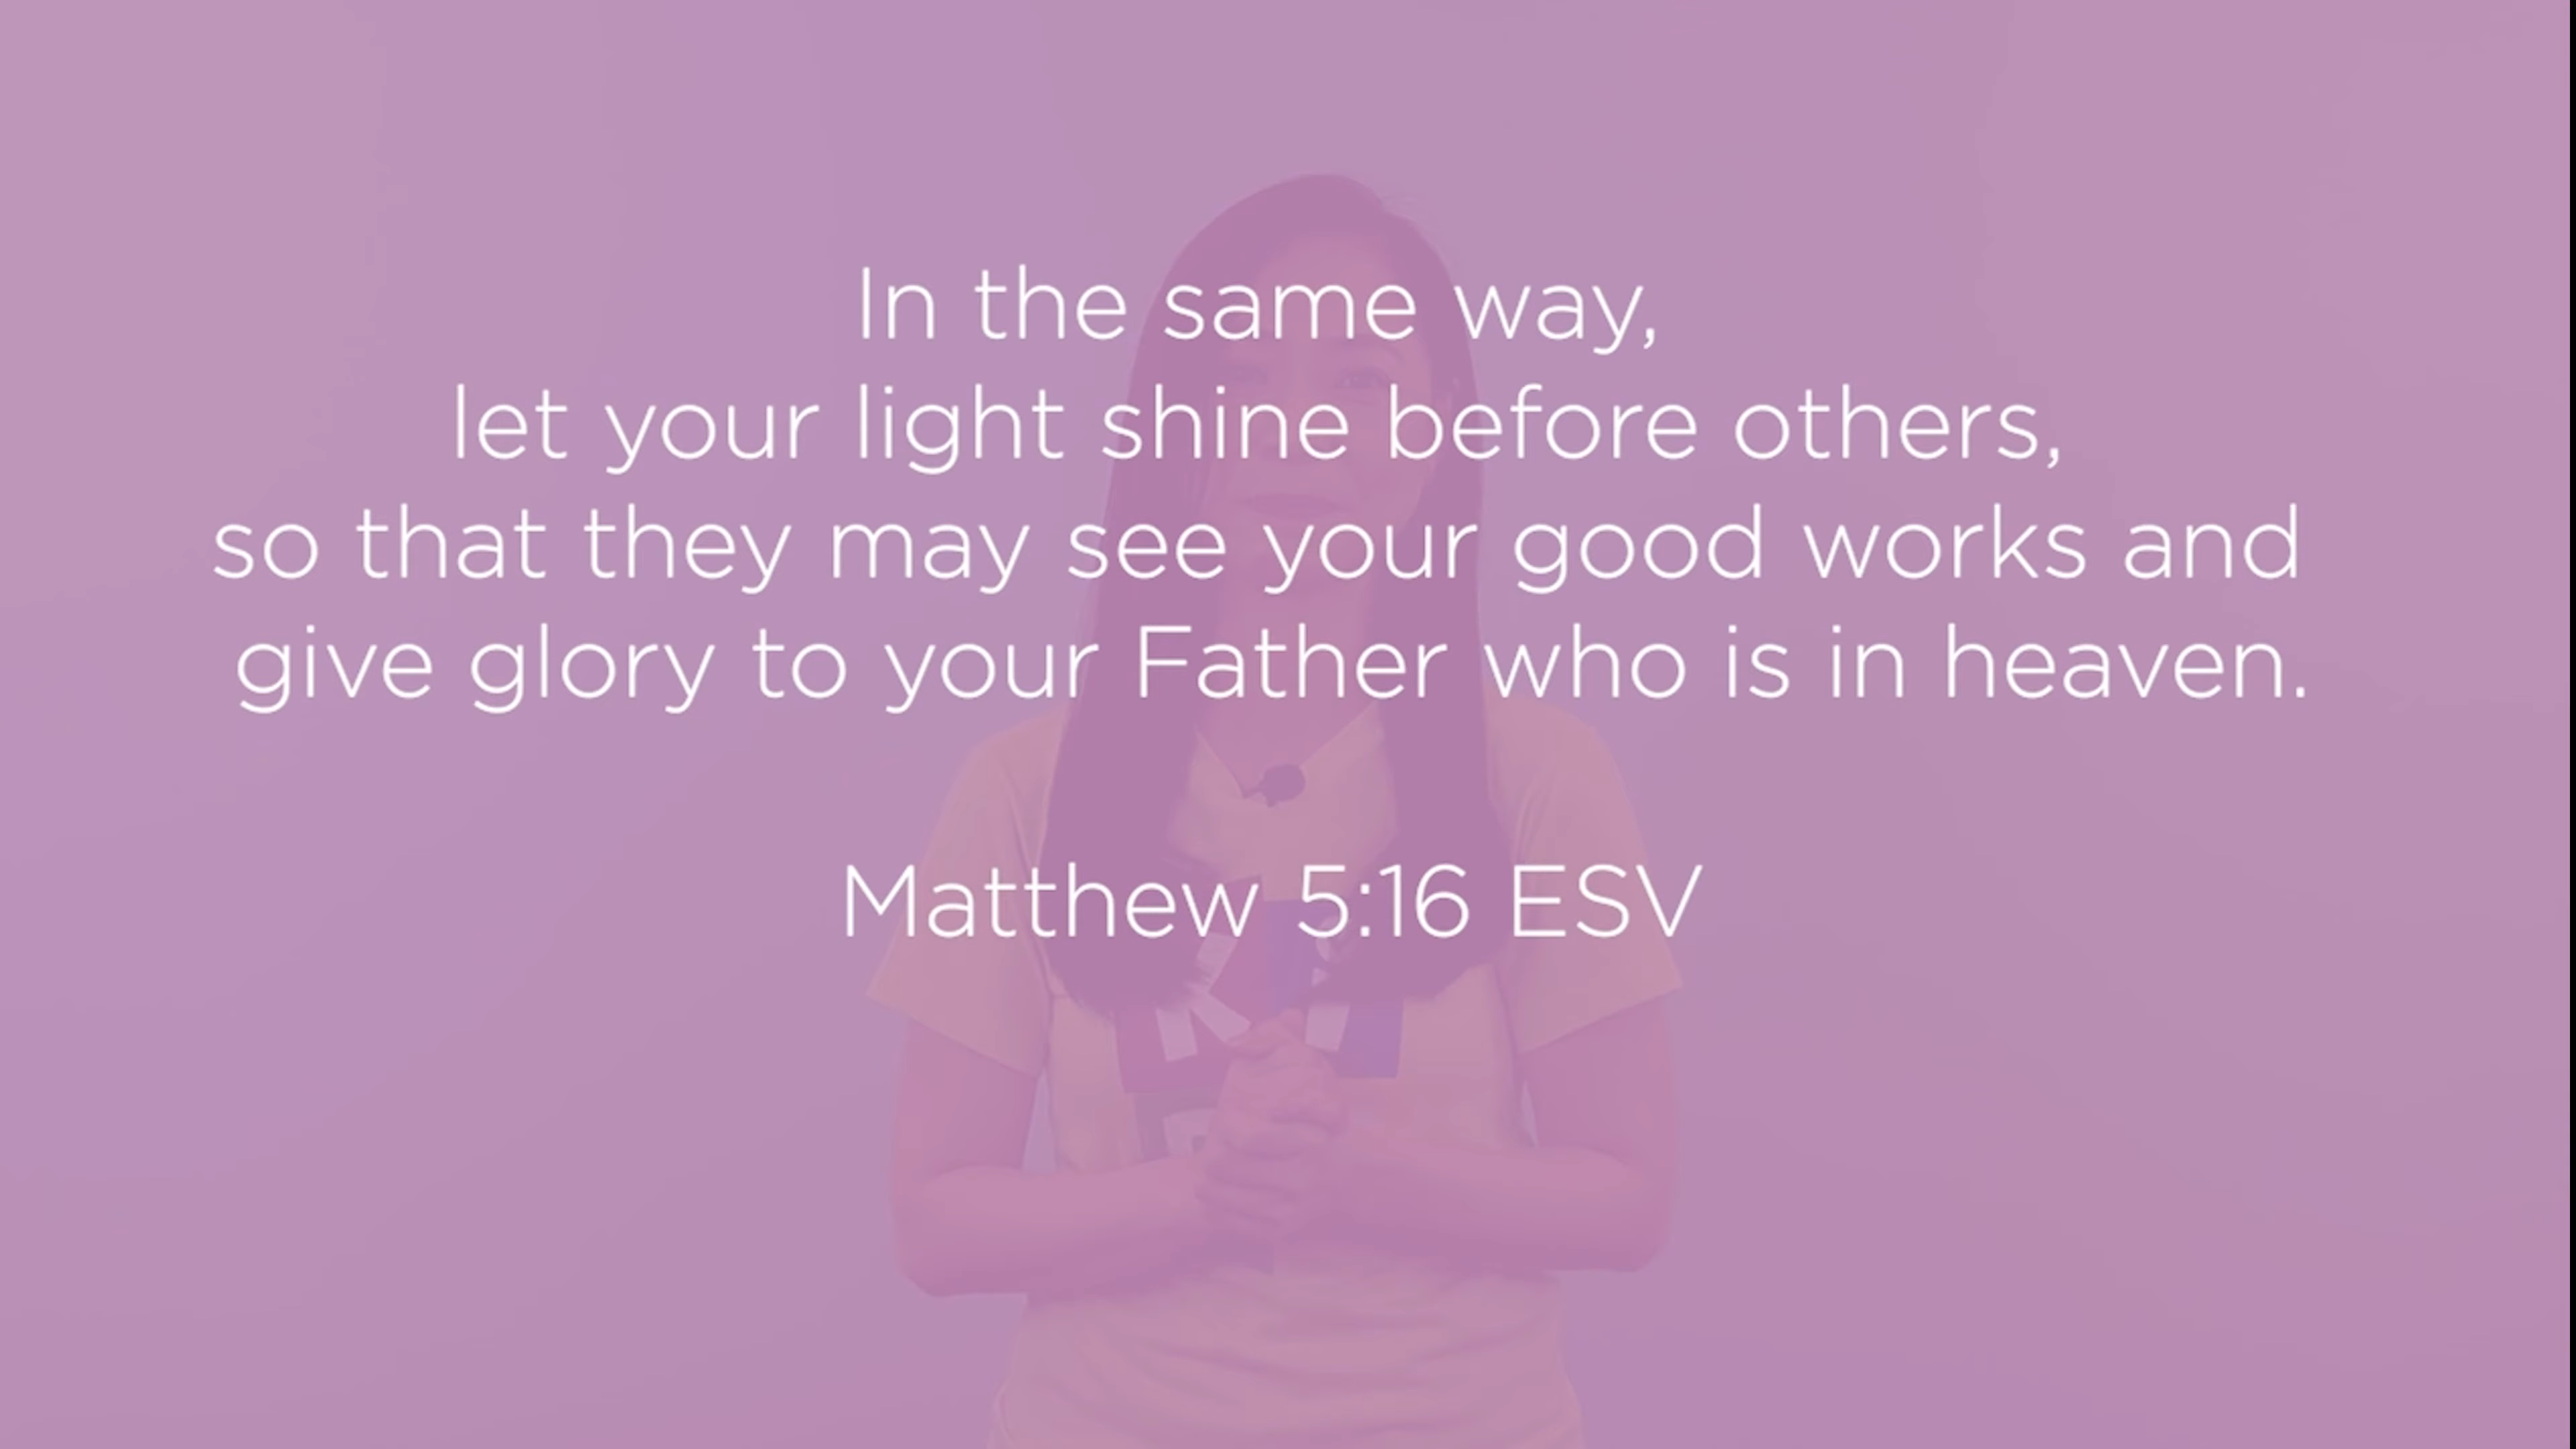 In the same way,
let your light shine before others,
so that they may see your good works and
give glory to your Father who is in heaven.
Matthew 5:16 ESV